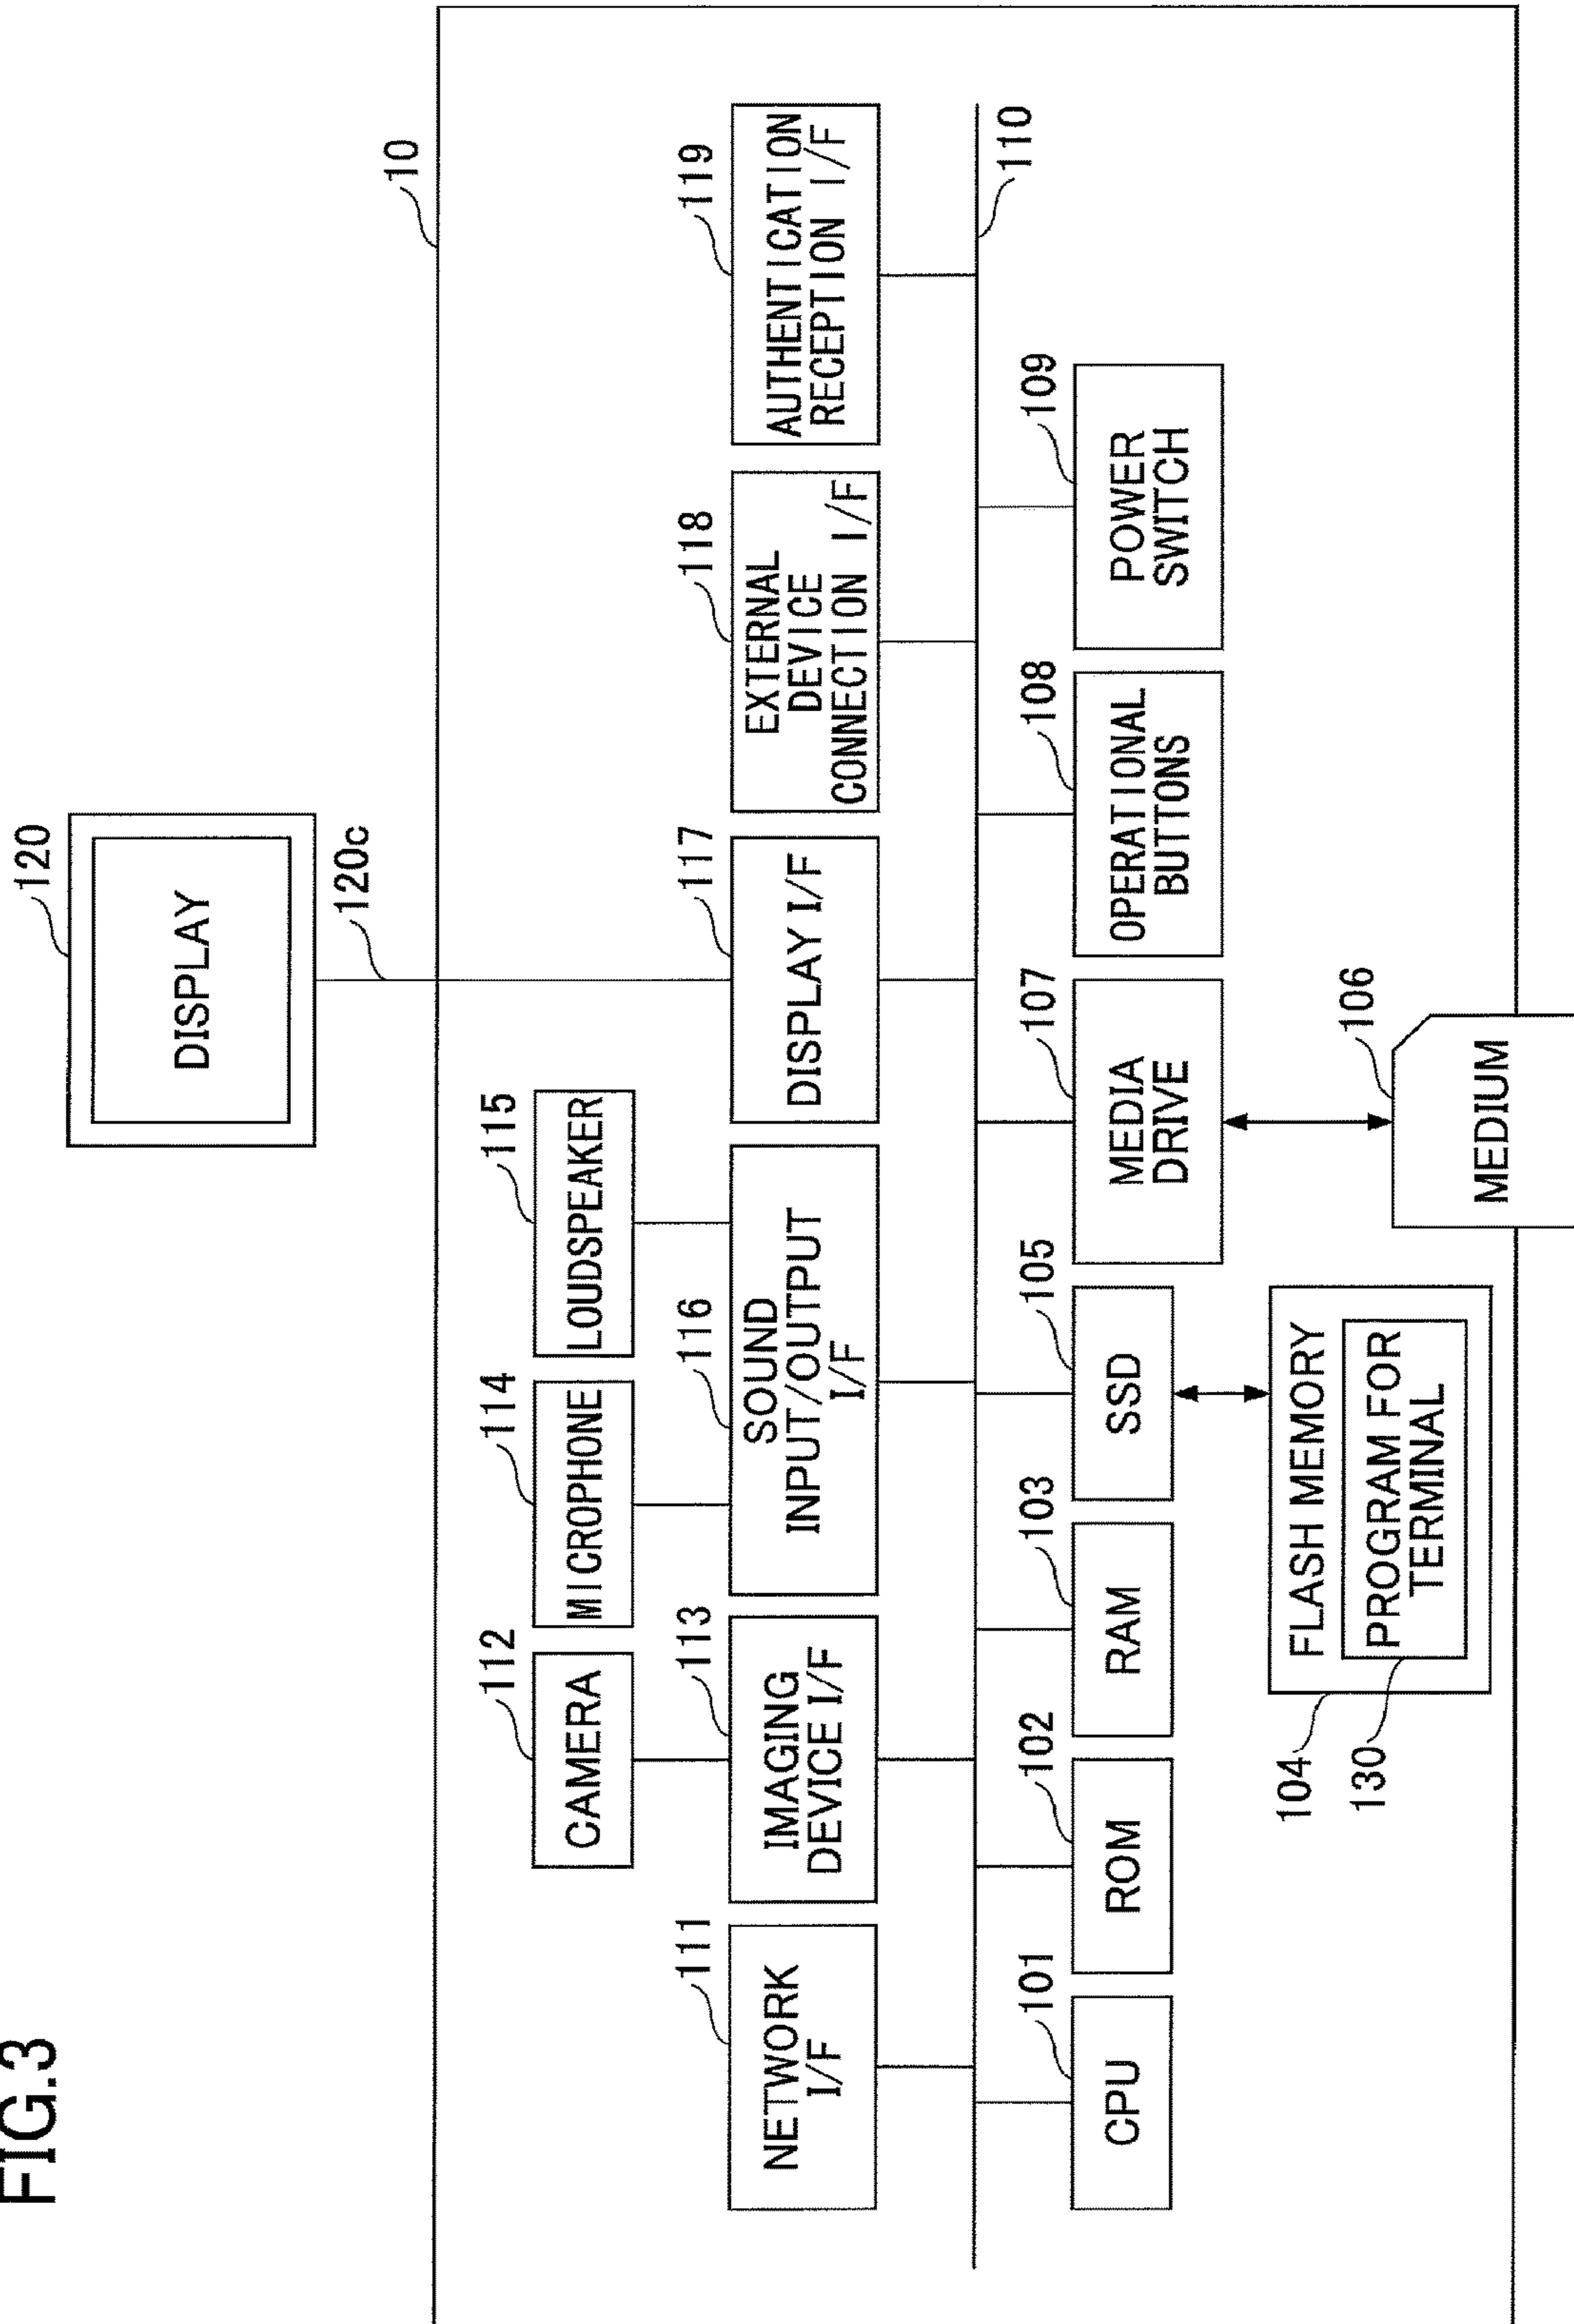 FIG.3
120
DISPLAY
120c
10
112
CAMERA
114
MICROPHONE
115
LOUDSPEAKER
111
NETWORK
I/F
113
IMAGING
DEVICE I/F
116
SOUND
INPUT/OUTPUT
I/F
117
DISPLAY I/F
118
EXTERNAL
DEVICE
CONNECTION I/F
119
AUTHENTICATION
RECEPTION I/F
110
101
CPU
102
ROM
103
RAM
105
SSD
107
MEDIA
DRIVE
108
OPERATIONAL
BUTTONS
109
POWER
SWITCH
104
FLASH MEMORY
130
PROGRAM FOR
TERMINAL
106
MEDIUM